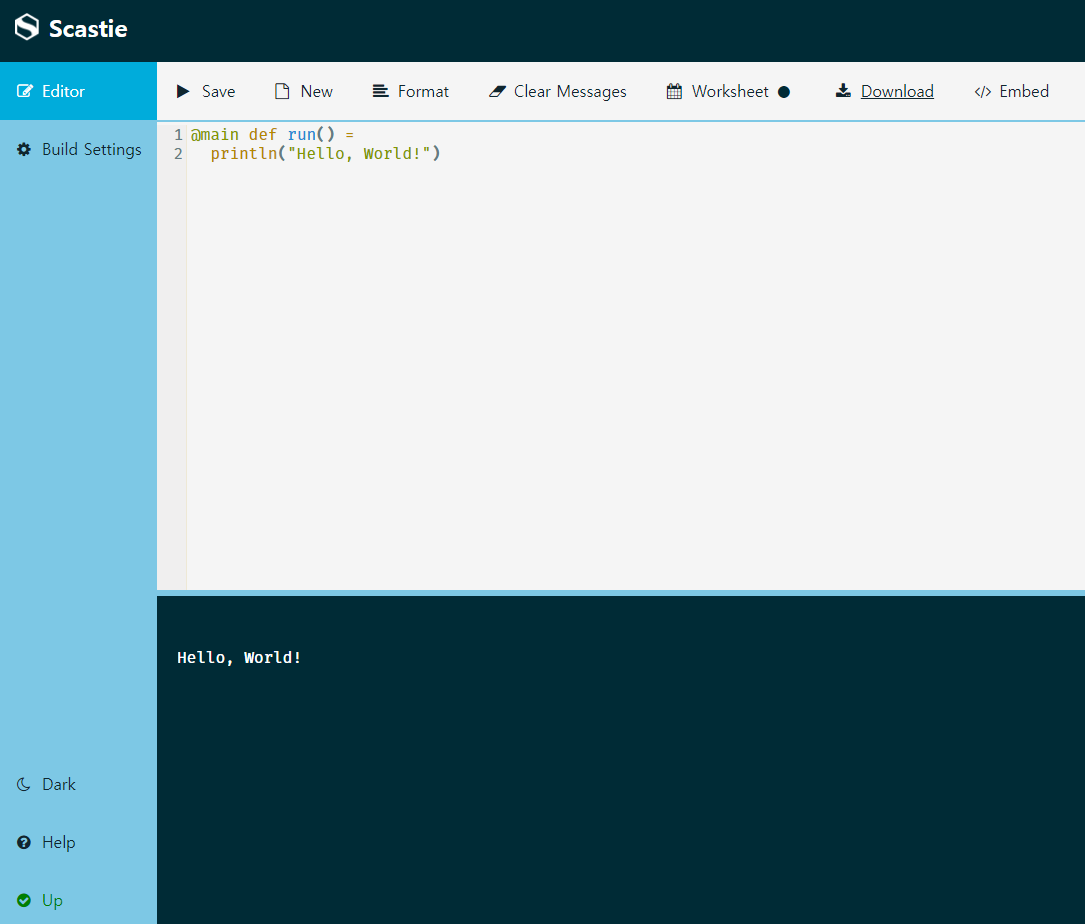 Scastie
Editor
Save New Format Clear Messages Worksheet Download </> Embed
Build Settings
1 @main def run() =
2   println("Hello, World!")
Hello, World!
Dark
Help
Up